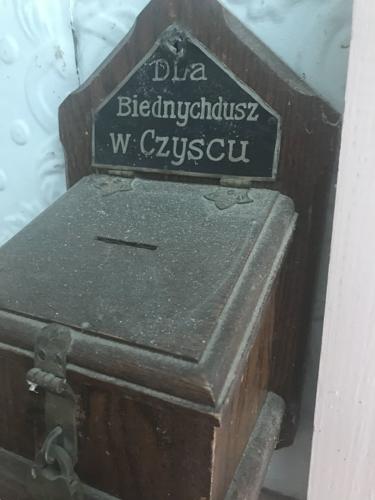 Dla
Biednychdusz
w Czyscu